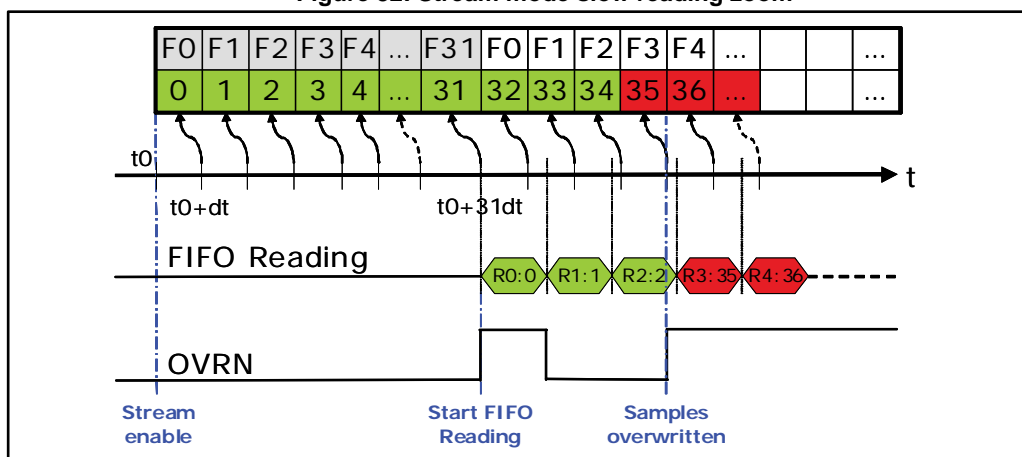 F0 F1 F2 F3 F4 ... F31 F0 F1 F2 F3 F4 ... ...
0 1 2 3 4 ... 31 32 33 34 35 36 ... ...
t0
t
t0+dt t0+31dt
FIFO Reading
R0:0 R1:1 R2:2 R3:35 R4:36
OVRN
Stream Start FIFO Samples
enable Reading overwritten